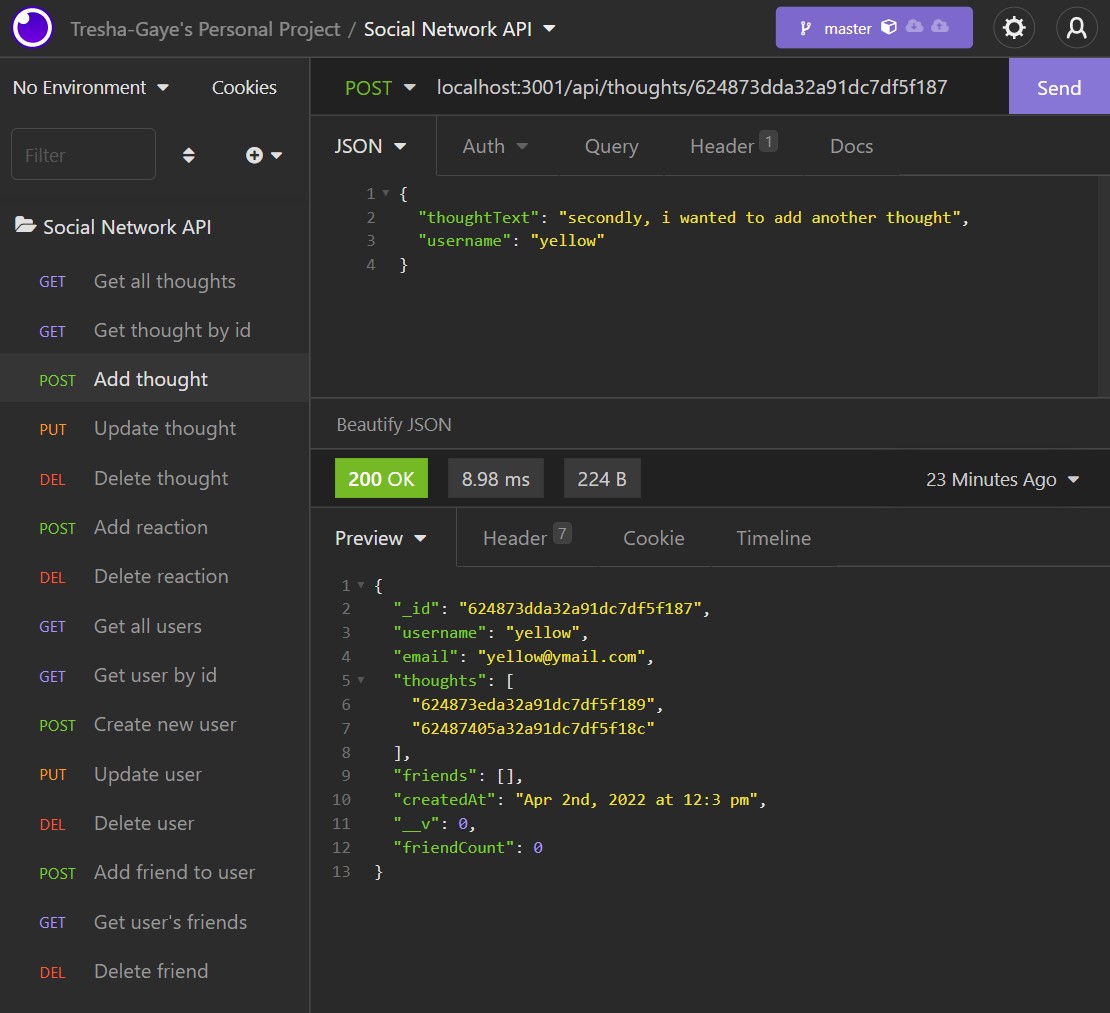 Tresha-Gaye's Personal Project / Social Network API
master
No Environment
Cookies
Filter
Social Network API
GET Get all thoughts
GET Get thought by id
POST Add thought
PUT Update thought
DEL Delete thought
POST Add reaction
DEL Delete reaction
GET Get all users
GET Get user by id
POST Create new user
PUT Update user
DEL Delete user
POST Add friend to user
GET Get user's friends
DEL Delete friend
POST localhost:3001/api/thoughts/624873dda32a91dc7df5f187 Send
JSON Auth Query Header 1 Docs
1 {
2 "thoughtText": "secondly, i wanted to add another thought",
3 "username": "yellow"
4 }
Beautify JSON
200 OK 8.98 ms 224 B 23 Minutes Ago
Preview Header 7 Cookie Timeline
1 {
2 "_id": "624873dda32a91dc7df5f187",
3 "username": "yellow",
4 "email": "yellow@ymail.com",
5 "thoughts": [
6 "624873eda32a91dc7df5f189",
7 "62487405a32a91dc7df5f18c"
8 ],
9 "friends": [],
10 "createdAt": "Apr 2nd, 2022 at 12:3 pm",
11 "__v": 0,
12 "friendCount": 0
13 }